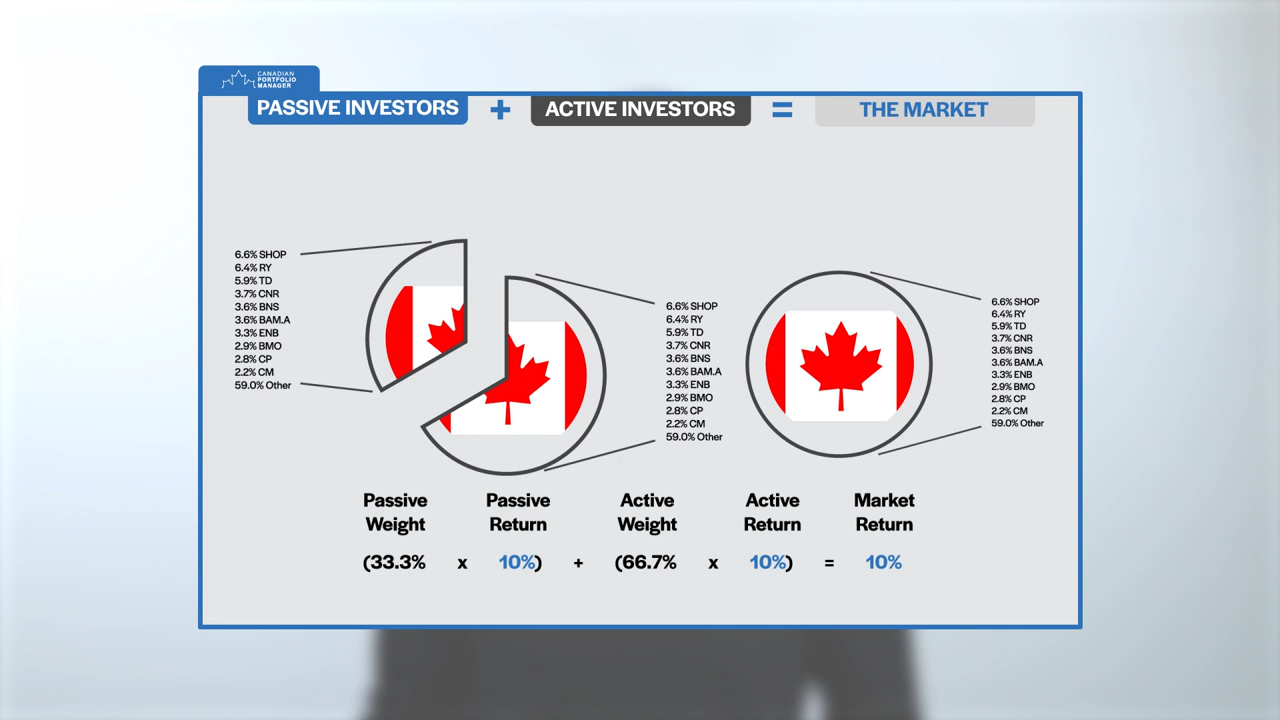 CANADIAN
PORTFOLIO
MANAGER
PASSIVE INVESTORS + ACTIVE INVESTORS = THE MARKET
6.6% SHOP
6.4% RY
5.9% TD
3.7% CNR
3.6% BNS
3.6% BAM.A
3.3% ENB
2.9% BMO
2.8% CP
2.2% CM
59.0% Other
6.6% SHOP
6.4% RY
5.9% TD
3.7% CNR
3.6% BNS
3.6% BAM.A
3.3% ENB
2.9% BMO
2.8% CP
2.2% CM
59.0% Other
6.6% SHOP
6.4% RY
5.9% TD
3.7% CNR
3.6% BNS
3.6% BAM.A
3.3% ENB
2.9% BMO
2.8% CP
2.2% CM
59.0% Other
Passive Passive Active Active Market
Weight Return Weight Return Return
(33.3% x 10%) + (66.7% x 10%) = 10%